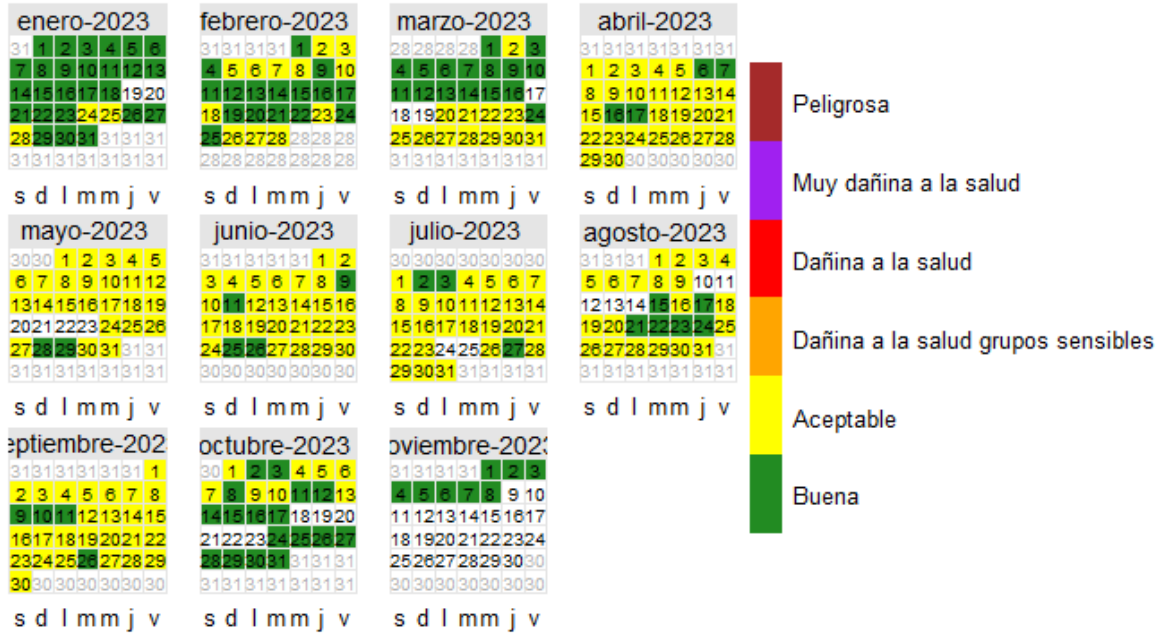 enero-2023
31 1 2 3 4 5 6
7 8 9 10 11 12 13
14 15 16 17 18 19 20
21 22 23 24 25 26 27
28 29 30 31 31 31 31
31 31 31 31 31 31 31
s d l m m j v
febrero-2023
31 31 31 31 1 2 3
4 5 6 7 8 9 10
11 12 13 14 15 16 17
18 19 20 21 22 23 24
25 26 27 28 28 28 28
28 28 28 28 28 28 28
s d l m m j v
marzo-2023
28 28 28 28 1 2 3
4 5 6 7 8 9 10
11 12 13 14 15 16 17
18 19 20 21 22 23 24
25 26 27 28 29 30 31
31 31 31 31 31 31 31
s d l m m j v
abril-2023
31 31 31 31 31 31 31
1 2 3 4 5 6 7
8 9 10 11 12 13 14
15 16 17 18 19 20 21
22 23 24 25 26 27 28
29 30 30 30 30 30 30
s d l m m j v
mayo-2023
30 30 1 2 3 4 5
6 7 8 9 10 11 12
13 14 15 16 17 18 19
20 21 22 23 24 25 26
27 28 29 30 31 31 31
31 31 31 31 31 31 31
s d l m m j v
junio-2023
31 31 31 31 31 1 2
3 4 5 6 7 8 9
10 11 12 13 14 15 16
17 18 19 20 21 22 23
24 25 26 27 28 29 30
30 30 30 30 30 30 30
s d l m m j v
julio-2023
30 30 30 30 30 30 30
1 2 3 4 5 6 7
8 9 10 11 12 13 14
15 16 17 18 19 20 21
22 23 24 25 26 27 28
29 30 31 31 31 31 31
s d l m m j v
agosto-2023
31 31 31 1 2 3 4
5 6 7 8 9 10 11
12 13 14 15 16 17 18
19 20 21 22 23 24 25
26 27 28 29 30 31 31
31 31 31 31 31 31 31
s d l m m j v
eptiembre-202
31 31 31 31 31 31 1
2 3 4 5 6 7 8
9 10 11 12 13 14 15
16 17 18 19 20 21 22
23 24 25 26 27 28 29
30 30 30 30 30 30 30
s d l m m j v
octubre-2023
30 1 2 3 4 5 6
7 8 9 10 11 12 13
14 15 16 17 18 19 20
21 22 23 24 25 26 27
28 29 30 31 31 31 31
31 31 31 31 31 31 31
s d l m m j v
oviembre-2023
31 31 31 31 1 2 3
4 5 6 7 8 9 10
11 12 13 14 15 16 17
18 19 20 21 22 23 24
25 26 27 28 29 30 30
30 30 30 30 30 30 30
s d l m m j v
Peligrosa
Muy dañina a la salud
Dañina a la salud
Dañina a la salud grupos sensibles
Aceptable
Buena